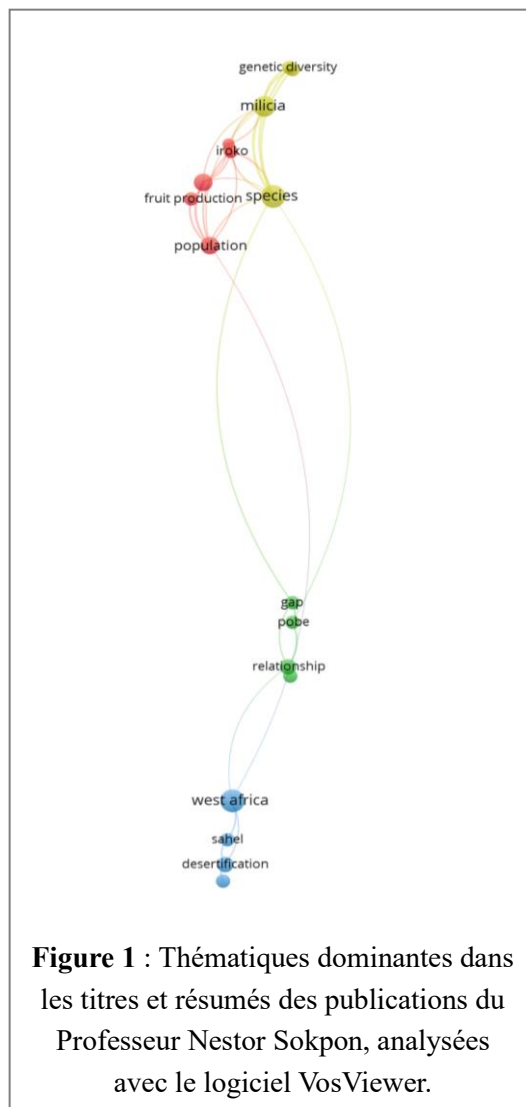 genetic diversity
milicia
iroko
fruit production
species
population
gap
pobe
relationship
west africa
sahel
desertification
Figure 1 : Thématiques dominantes dans
les titres et résumés des publications du
Professeur Nestor Sokpon, analysées
avec le logiciel VosViewer.